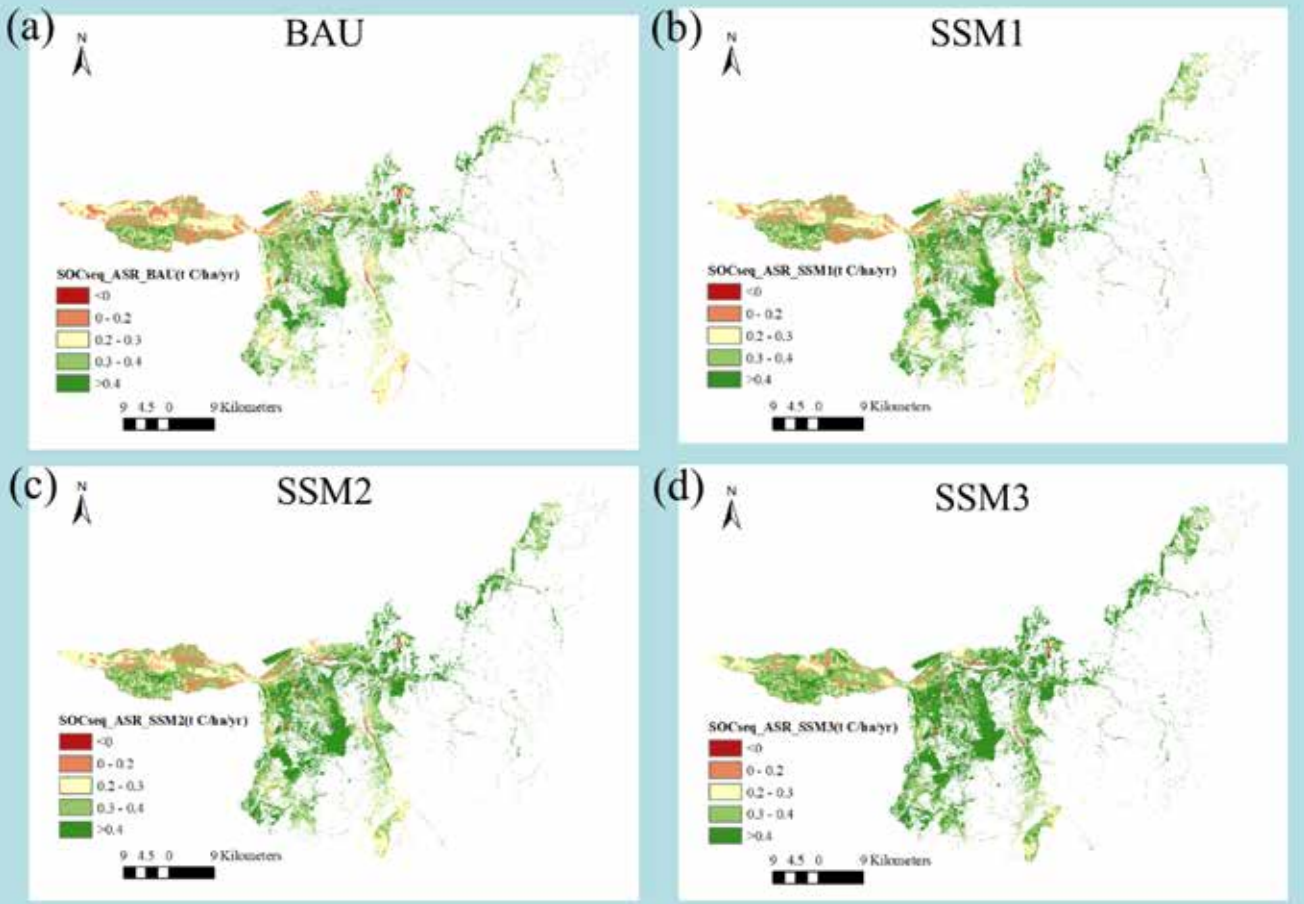 (a)
N
BAU
SOCseq_ASR_BAU(t C/ha/yr)
<0
0 - 0.2
0.2 - 0.3
0.3 - 0.4
>0.4
9 4.5 0 9 Kilometers
(b)
N
SSM1
SOCseq_ASR_SSM1(t C/ha/yr)
<0
0 - 0.2
0.2 - 0.3
0.3 - 0.4
>0.4
9 4.5 0 9 Kilometers
(c)
N
SSM2
SOCseq_ASR_SSM2(t C/ha/yr)
<0
0 - 0.2
0.2 - 0.3
0.3 - 0.4
>0.4
9 4.5 0 9 Kilometers
(d)
N
SSM3
SOCseq_ASR_SSM3(t C/ha/yr)
<0
0 - 0.2
0.2 - 0.3
0.3 - 0.4
>0.4
9 4.5 0 9 Kilometers